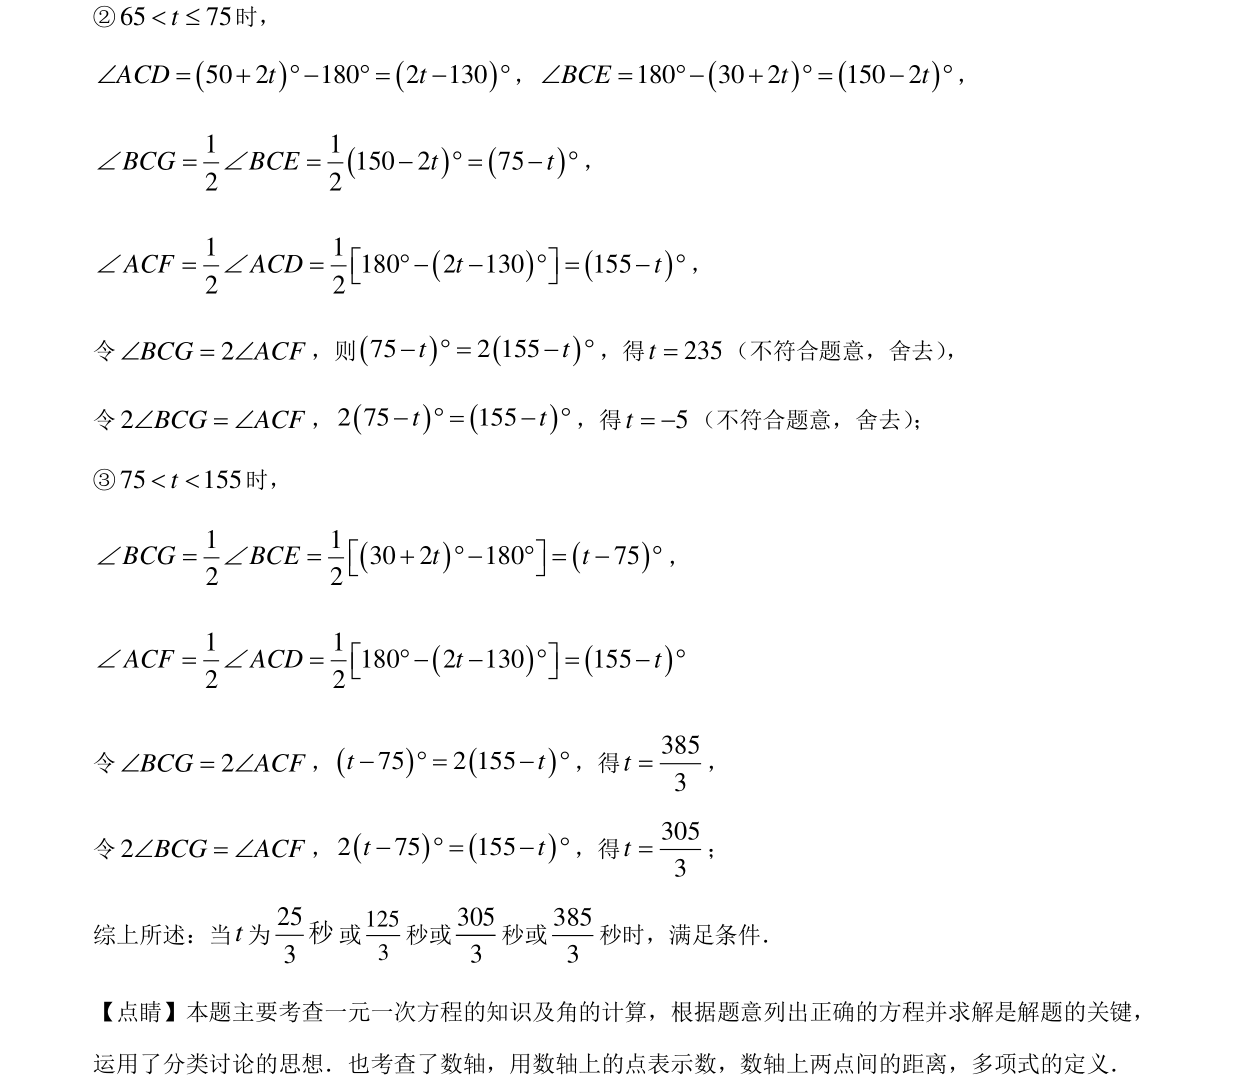 ②65 < t ≤ 75时，
∠ACD = (50+2t)°−180° = (2t−130)°，∠BCE = 180°−(30+2t)° = (150−2t)°，
∠BCG = 1/2∠BCE = 1/2(150−2t)° = (75−t)°，
∠ACF = 1/2∠ACD = 1/2[180°−(2t−130)°] = (155−t)°，
令∠BCG = 2∠ACF，则(75−t)° = 2(155−t)°，得t = 235（不符合题意，舍去），
令2∠BCG = ∠ACF，2(75−t)° = (155−t)°，得t = −5（不符合题意，舍去）；
③75 < t < 155时，
∠BCG = 1/2∠BCE = 1/2[(30+2t)°−180°] = (t−75)°，
∠ACF = 1/2∠ACD = 1/2[180°−(2t−130)°] = (155−t)°
令∠BCG = 2∠ACF，(t−75)° = 2(155−t)°，得t = 385/3，
令2∠BCG = ∠ACF，2(t−75)° = (155−t)°，得t = 305/3；
综上所述：当t为25/3秒或125/3秒或305/3秒或385/3秒时，满足条件．
【点睛】本题主要考查一元一次方程的知识及角的计算，根据题意列出正确的方程并求解是解题的关键，
运用了分类讨论的思想．也考查了数轴，用数轴上的点表示数，数轴上两点间的距离，多项式的定义．